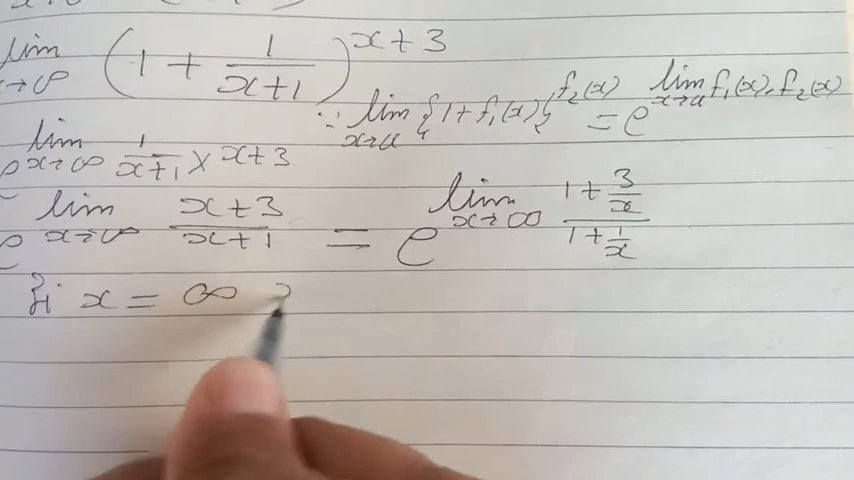 lim x→∞ (1 + 1/(x+1))^(x+3)
∵ lim x→a {1+f₁(x)}^(f₂(x)) = e^(lim x→a f₁(x).f₂(x))
e^(lim x→∞ 1/(x+1) × x+3)
e^(lim x→∞ (x+3)/(x+1)) = e^(lim x→∞ (1 + 3/x)/(1 + 1/x))
x = ∞